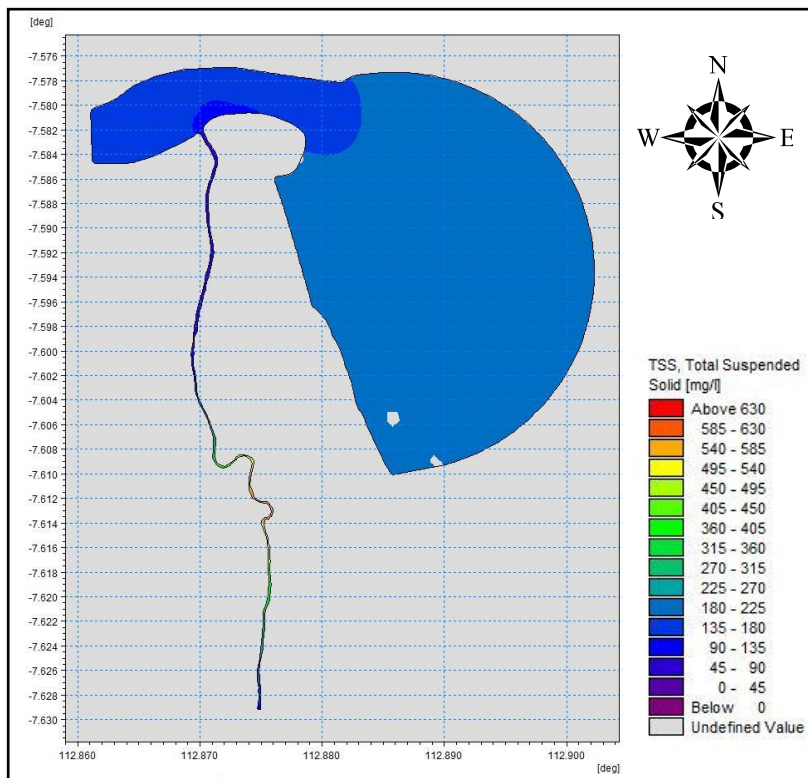 [deg]
-7.576
-7.578
-7.580
-7.582
-7.584
-7.586
-7.588
-7.590
-7.592
-7.594
-7.596
-7.598
-7.600
-7.602
-7.604
-7.606
-7.608
-7.610
-7.612
-7.614
-7.616
-7.618
-7.620
-7.622
-7.624
-7.626
-7.628
-7.630
112.860 112.870 112.880 112.890 112.900
[deg]
N
W E
S
TSS, Total Suspended
Solid [mg/l]
Above 630
585 - 630
540 - 585
495 - 540
450 - 495
405 - 450
360 - 405
315 - 360
270 - 315
225 - 270
180 - 225
135 - 180
90 - 135
45 - 90
0 - 45
Below 0
Undefined Value